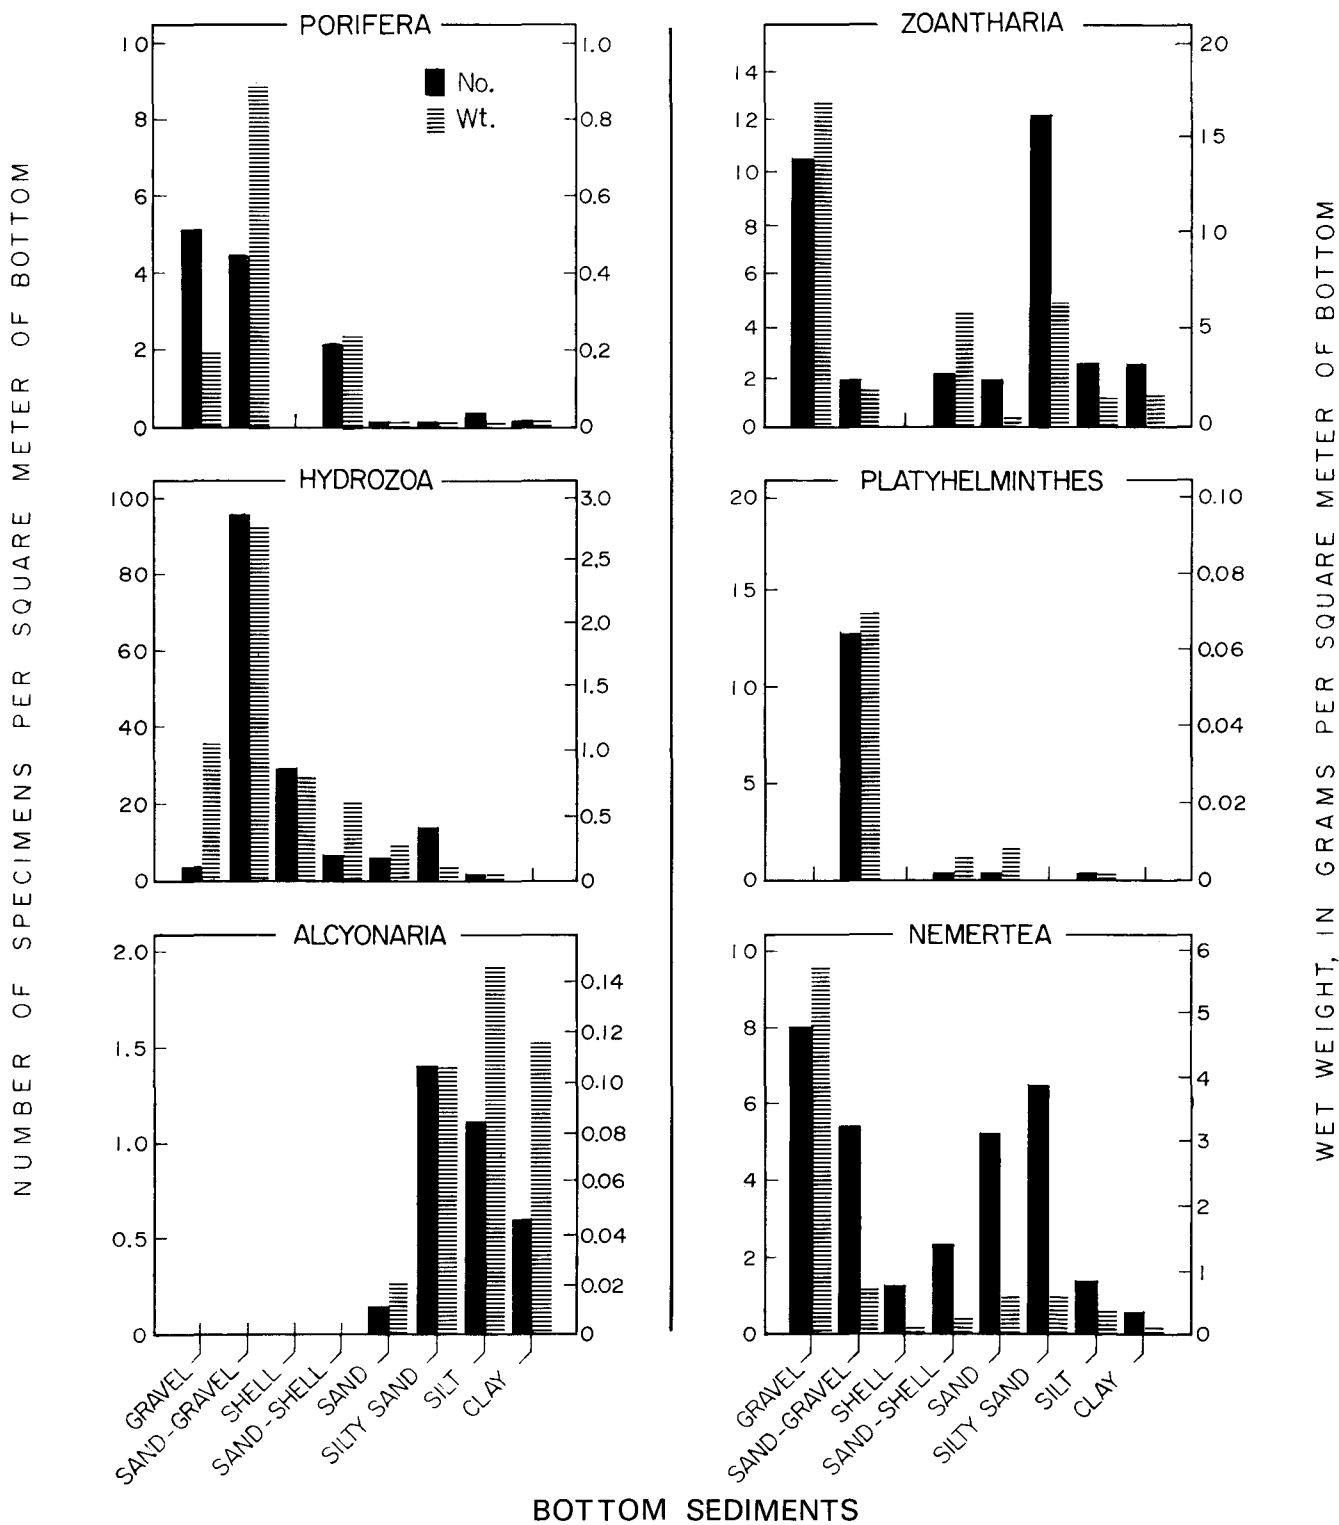 NUMBER OF SPECIMENS PER SQUARE METER OF BOTTOM
PORIFERA
No.
Wt.
10
8
6
4
2
0
1.0
0.8
0.6
0.4
0.2
0
HYDROZOA
100
80
60
40
20
0
3.0
2.5
2.0
1.5
1.0
0.5
0
ALCYONARIA
2.0
1.5
1.0
0.5
0
0.14
0.12
0.10
0.08
0.06
0.04
0.02
0
GRAVEL
SAND-GRAVEL
SHELL
SAND-SHELL
SAND
SILTY SAND
SILT
CLAY
ZOANTHARIA
14
12
10
8
6
4
2
0
20
15
10
5
0
PLATYHELMINTHES
20
15
10
5
0
0.10
0.08
0.06
0.04
0.02
0
NEMERTEA
10
8
6
4
2
0
6
5
4
3
2
1
0
GRAVEL
SAND-GRAVEL
SHELL
SAND-SHELL
SAND
SILTY SAND
SILT
CLAY
WET WEIGHT, IN GRAMS PER SQUARE METER OF BOTTOM
BOTTOM SEDIMENTS